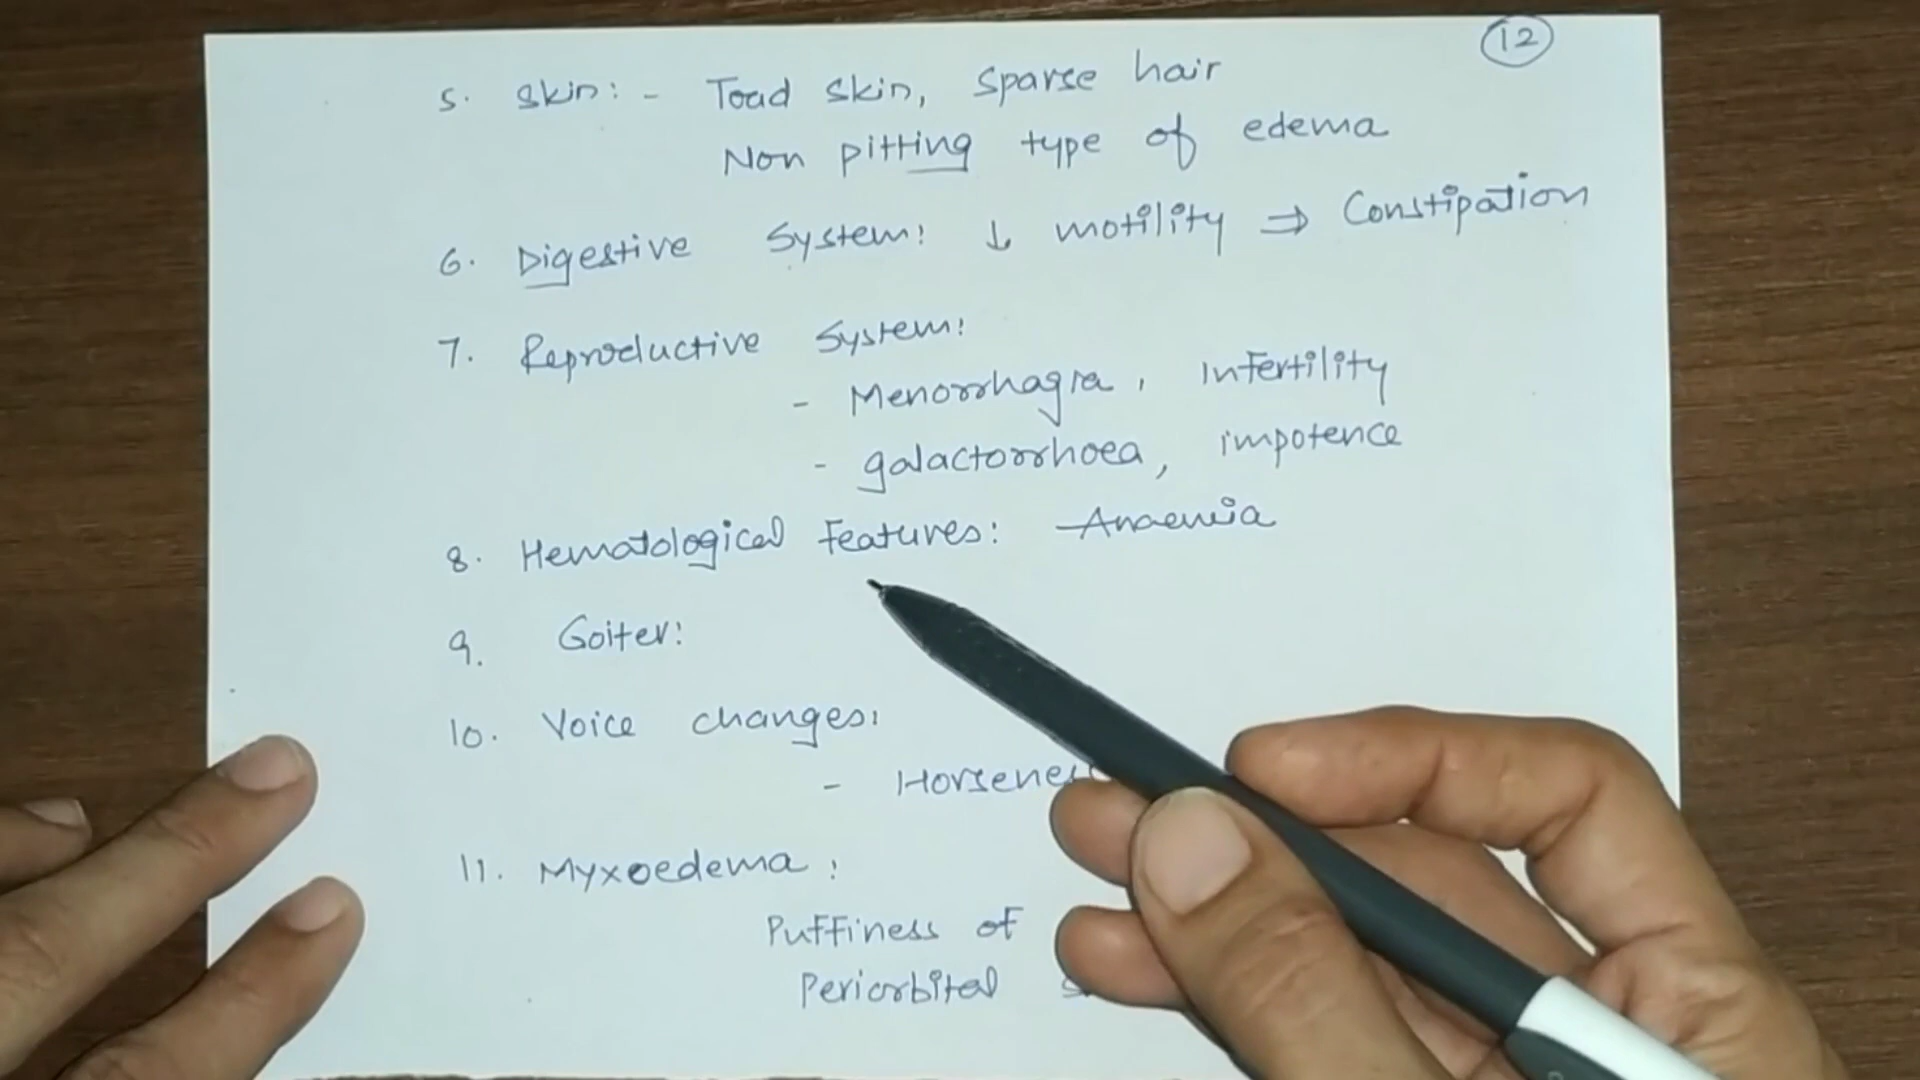 12
5. Skin: - Toad skin, sparse hair
Non pitting type of edema
6. Digestive System: ↓ motility ⇒ Constipation
7. Reproductive System:
- Menorrhagia, Infertility
- galactorrhoea, impotence
8. Hematological Features: Anaemia
9. Goiter:
10. Voice changes:
- Horsenes
11. Myxoedema:
Puffiness of
Periorbital